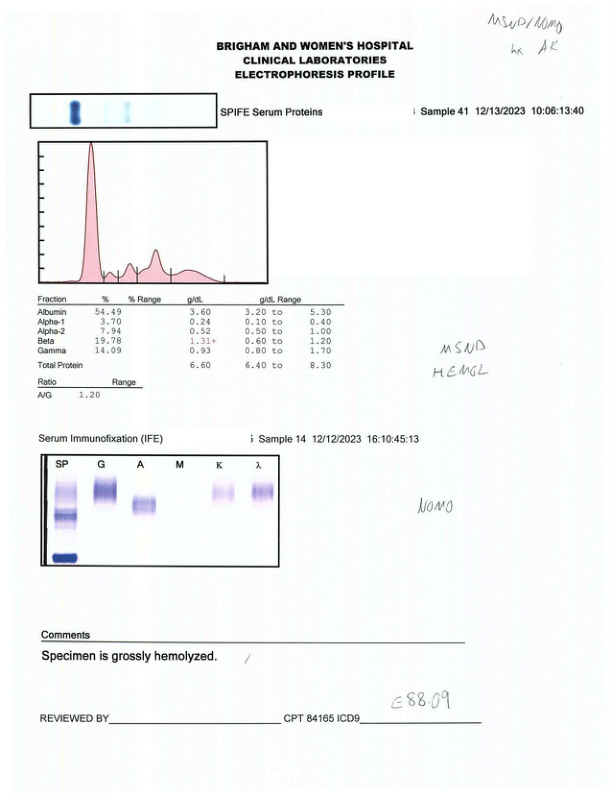 MSND/NOMO
BRIGHAM AND WOMEN'S HOSPITAL
CLINICAL LABORATORIES
ELECTROPHORESIS PROFILE
AK
SPIFE Serum Proteins
Sample 41 12/13/2023 10:06:13:40
Fraction % % Range g/dL g/dL Range
Albumin 54.49 3.60 3.20 to 5.30
Alpha-1 3.70 0.24 0.10 to 0.40
Alpha-2 7.94 0.52 0.50 to 1.00
Beta 19.78 1.31+ 0.60 to 1.20
Gamma 14.09 0.93 0.80 to 1.70
Total Protein 6.60 6.40 to 8.30
MSND
HEMGL
Ratio Range
A/G 1.20
Serum Immunofixation (IFE)
Sample 14 12/12/2023 16:10:45:13
SP G A M K λ
NOMO
Comments
Specimen is grossly hemolyzed.
E88.09
REVIEWED BY CPT 84165 ICD9